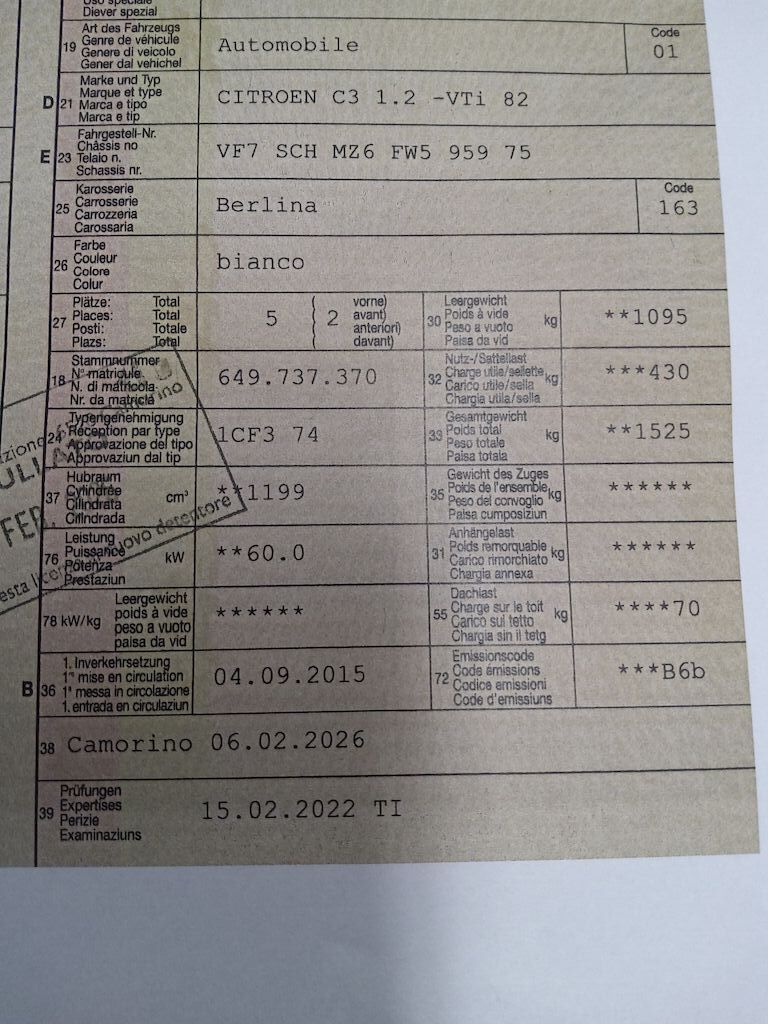 Diever spezial
19
Art des Fahrzeugs
Genre de véhicule
Genere di veicolo
Gener dal vehichel
Automobile
Code
01
D
21
Marke und Typ
Marque et type
Marca e tipo
Marca e tip
CITROEN C3 1.2 -VTi 82
E
23
Fahrgestell-Nr.
Châssis no
Telaio n.
Schassis nr.
VF7 SCH MZ6 FW5 959 75
25
Karosserie
Carrosserie
Carrozzeria
Carossaria
Berlina
Code
163
26
Farbe
Couleur
Colore
Colur
bianco
27
Plätze: Total
Places: Total
Posti: Totale
Plazs: Total
5
2
vorne)
avant)
anteriori)
davant)
30
Leergewicht
Poids à vide
Peso a vuoto
Paisa da vid
kg
**1095
18
Stammnummer
N° matricule
N. di matricola
Nr. da matricla
649.737.370
32
Nutz-/Sattellast
Charge utile/sellette
Carico utile/sella
Chargia utila/sella
kg
***430
24
Typengenehmigung
Réception par type
Approvazione del tipo
Approvaziun dal tip
1CF3 74
33
Gesamtgewicht
Poids total
Peso totale
Paisa totala
kg
**1525
37
Hubraum
Cylindrée
Cilindrata
Cilindrada
cm³
**1199
35
Gewicht des Zuges
Poids de l'ensemble
Peso del convoglio
Paisa cumposiziun
kg
******
76
Leistung
Puissance
Potenza
Prestaziun
kW
**60.0
31
Anhängelast
Poids remorquable
Carico rimorchiato
Chargia annexa
kg
******
78 kW/kg
Leergewicht
poids à vide
peso a vuoto
paisa da vid
******
55
Dachlast
Charge sur le toit
Carico sul tetto
Chargia sin il tetg
kg
****70
B
36
1. Inverkehrsetzung
1re mise en circulation
1a messa in circolazione
1. entrada en circulaziun
04.09.2015
72
Emissionscode
Code émissions
Codice emissioni
Code d'emissiuns
***B6b
38
Camorino 06.02.2026
39
Prüfungen
Expertises
Perizie
Examinaziuns
15.02.2022 TI
nuovo detentore